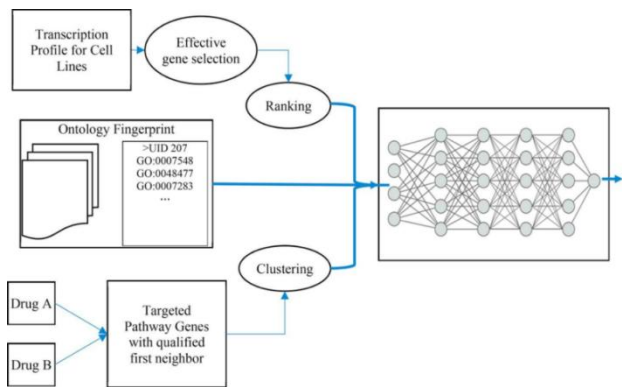 Transcription
Profile for Cell
Lines
Effective
gene selection
Ranking
Ontology Fingerprint
>UID 207
GO:0007548
GO:0048477
GO:0007283
...
Clustering
Drug A
Drug B
Targeted
Pathway Genes
with qualified
first neighbor